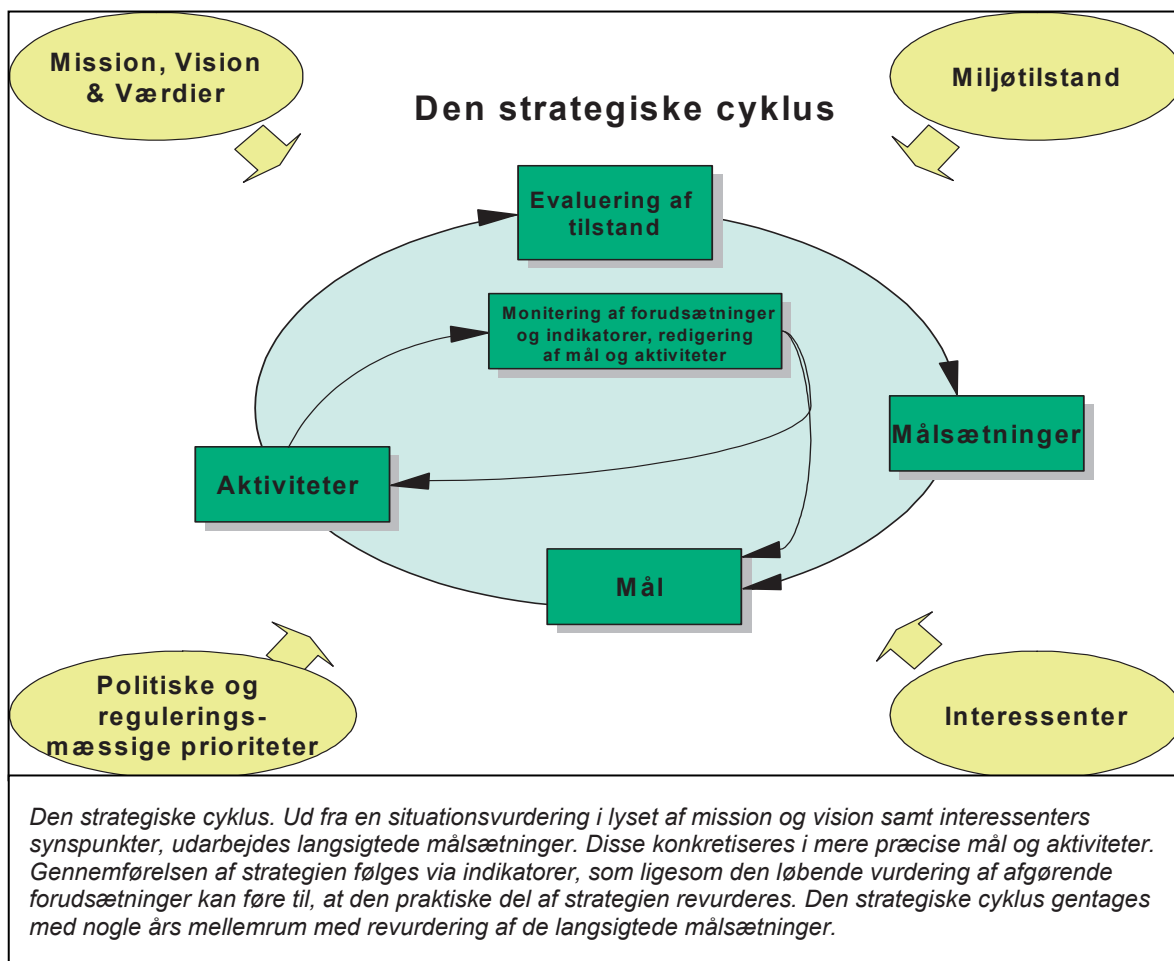 Mission, Vision
& Værdier
Miljøtilstand
Den strategiske cyklus
Evaluering af
tilstand
Monitering af forudsætninger
og indikatorer, redigering
af mål og aktiviteter
Målsætninger
Aktiviteter
Mål
Politiske og
regulerings-
mæssige prioriteter
Interessenter
Den strategiske cyklus. Ud fra en situationsvurdering i lyset af mission og vision samt interessenters
synspunkter, udarbejdes langsigtede målsætninger. Disse konkretiseres i mere præcise mål og aktiviteter.
Gennemførelsen af strategien følges via indikatorer, som ligesom den løbende vurdering af afgørende
forudsætninger kan føre til, at den praktiske del af strategien revurderes. Den strategiske cyklus gentages
med nogle års mellemrum med revurdering af de langsigtede målsætninger.